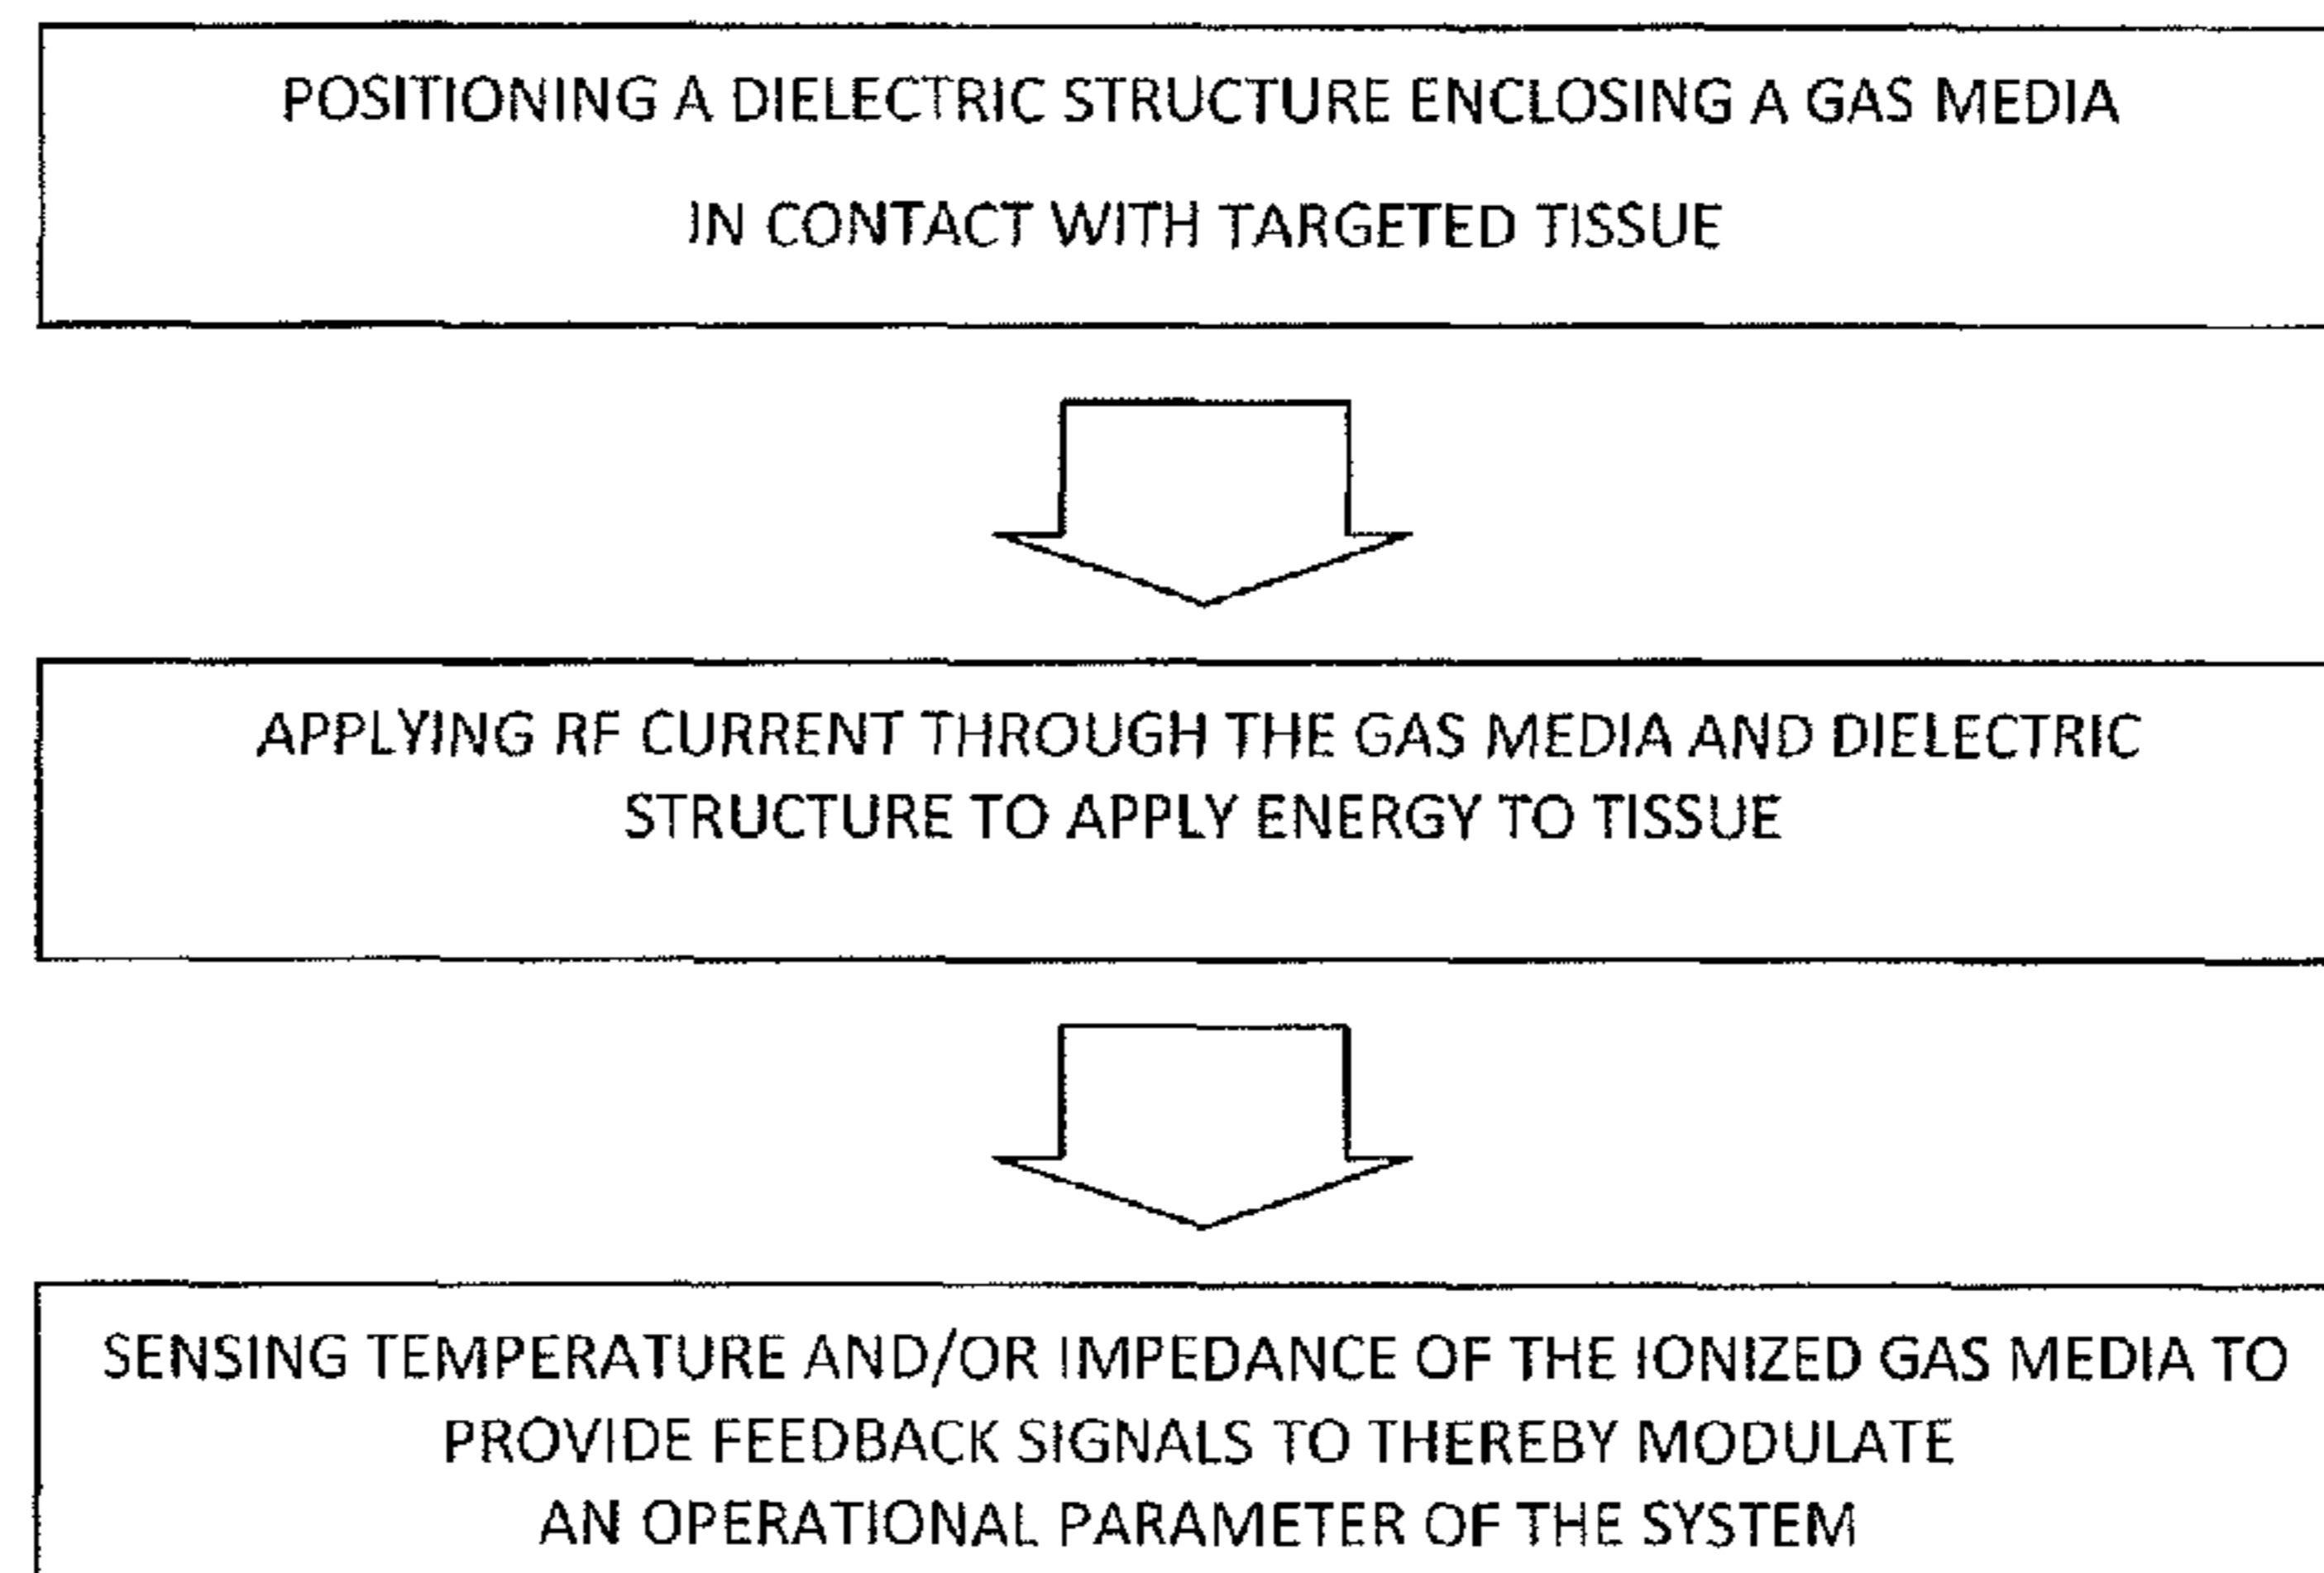 POSITIONING A DIELECTRIC STRUCTURE ENCLOSING A GAS MEDIA
IN CONTACT WITH TARGETED TISSUE
APPLYING RF CURRENT THROUGH THE GAS MEDIA AND DIELECTRIC
STRUCTURE TO APPLY ENERGY TO TISSUE
SENSING TEMPERATURE AND/OR IMPEDANCE OF THE IONIZED GAS MEDIA TO
PROVIDE FEEDBACK SIGNALS TO THEREBY MODULATE
AN OPERATIONAL PARAMETER OF THE SYSTEM